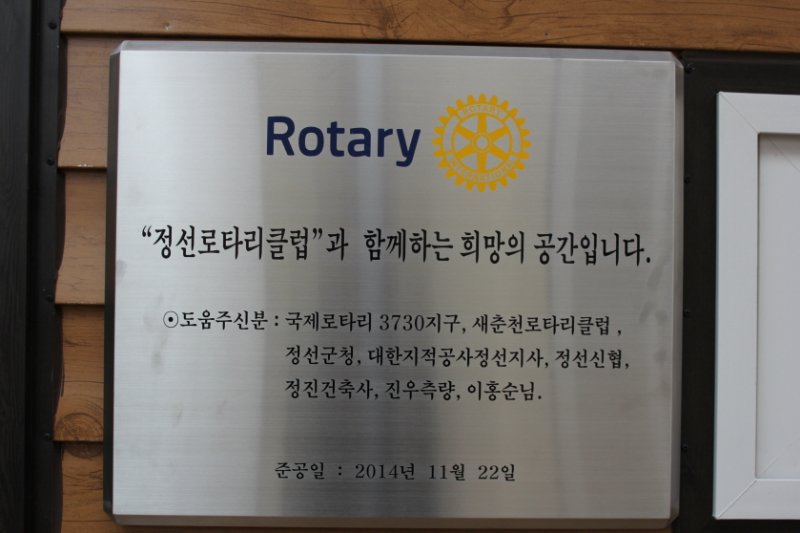 Rotary
ROTARY
INTERNATIONAL
“정선로타리클럽”과 함께하는 희망의 공간입니다.
⊙도움주신분 : 국제로타리 3730지구, 새춘천로타리클럽 ,
정선군청, 대한지적공사정선지사, 정선신협,
정진건축사, 진우측량, 이홍순님.
준공일 : 2014년 11월 22일